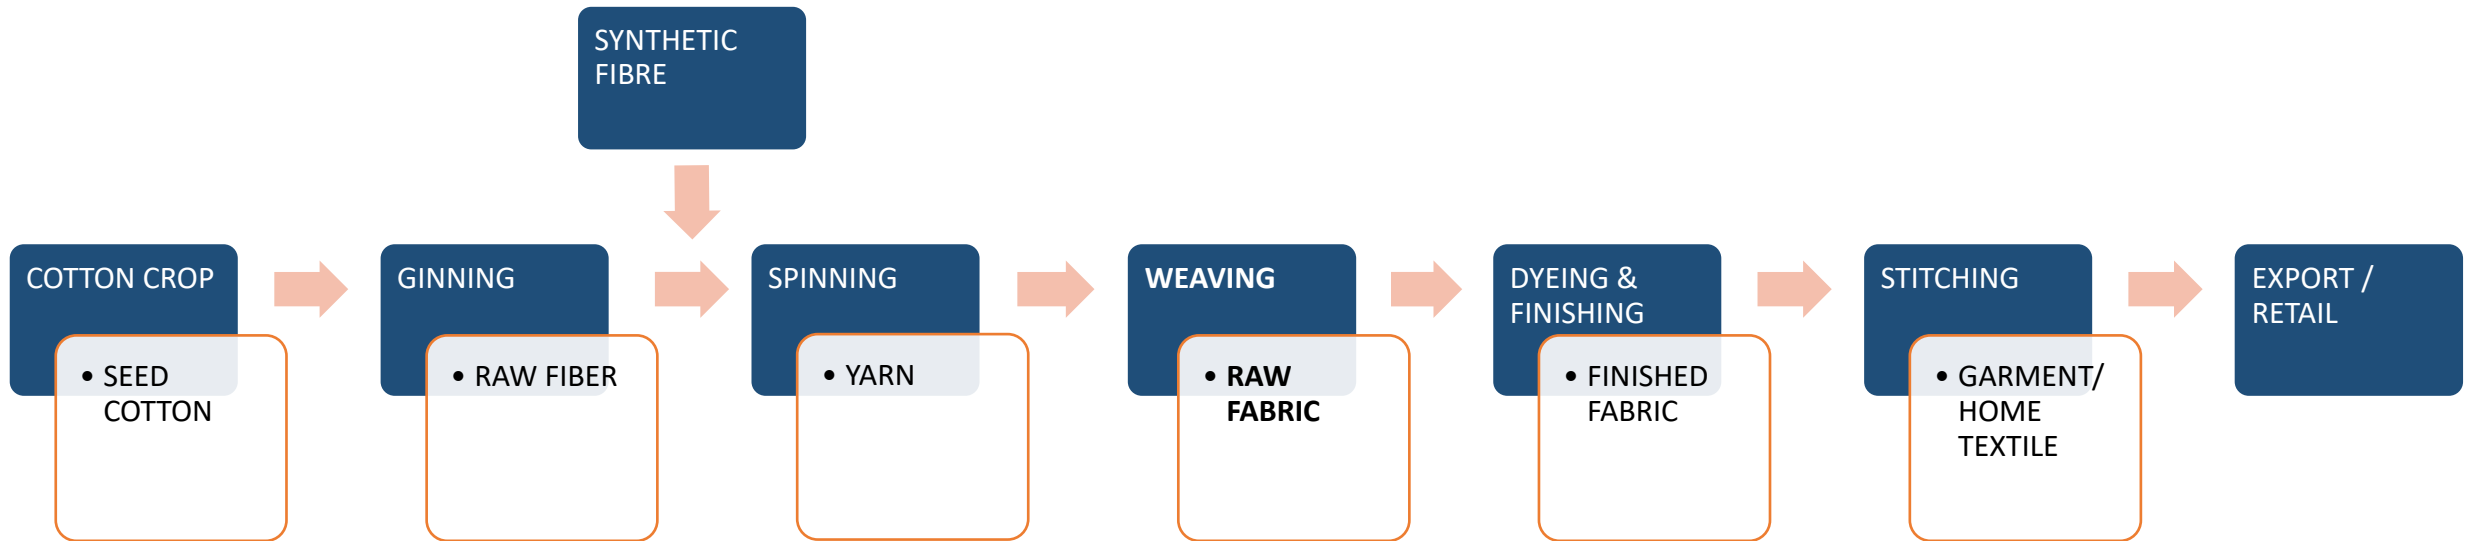 SYNTHETIC
FIBRE
COTTON CROP
• SEED
COTTON
GINNING
• RAW FIBER
SPINNING
• YARN
WEAVING
• RAW
FABRIC
DYEING &
FINISHING
• FINISHED
FABRIC
STITCHING
• GARMENT/
HOME
TEXTILE
EXPORT /
RETAIL